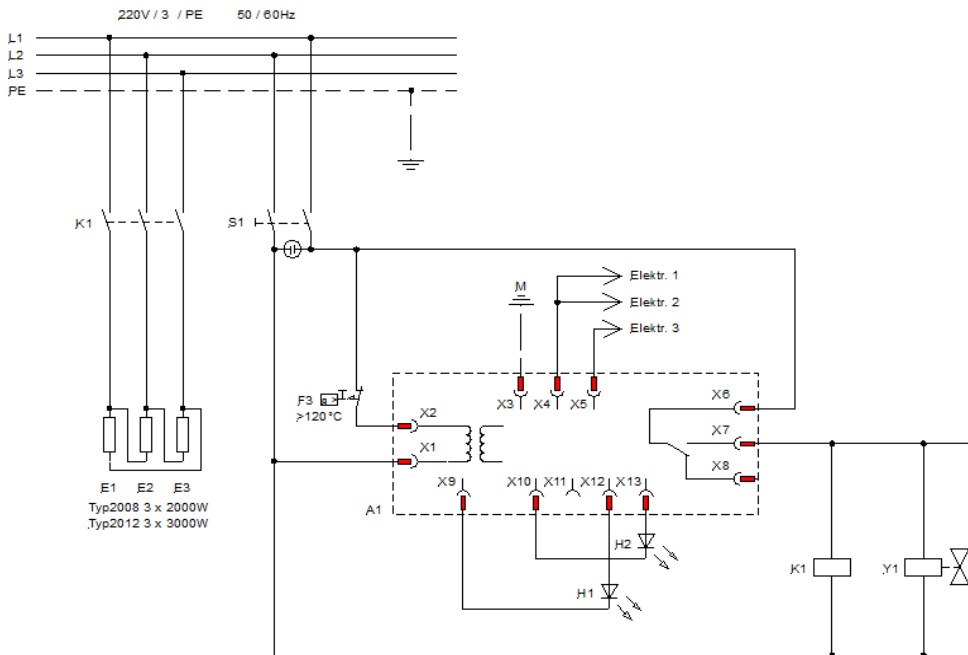 220V / 3 / PE 50 / 60Hz
L1
L2
L3
PE
K1
S1
M
Elektr. 1
Elektr. 2
Elektr. 3
F3
>120°C
X3 X4 X5
X6
X2
X7
X1
X8
X9 X10 X11 X12 X13
A1
E1 E2 E3
Typ2008 3 x 2000W
Typ2012 3 x 3000W
H2
H1
K1
Y1